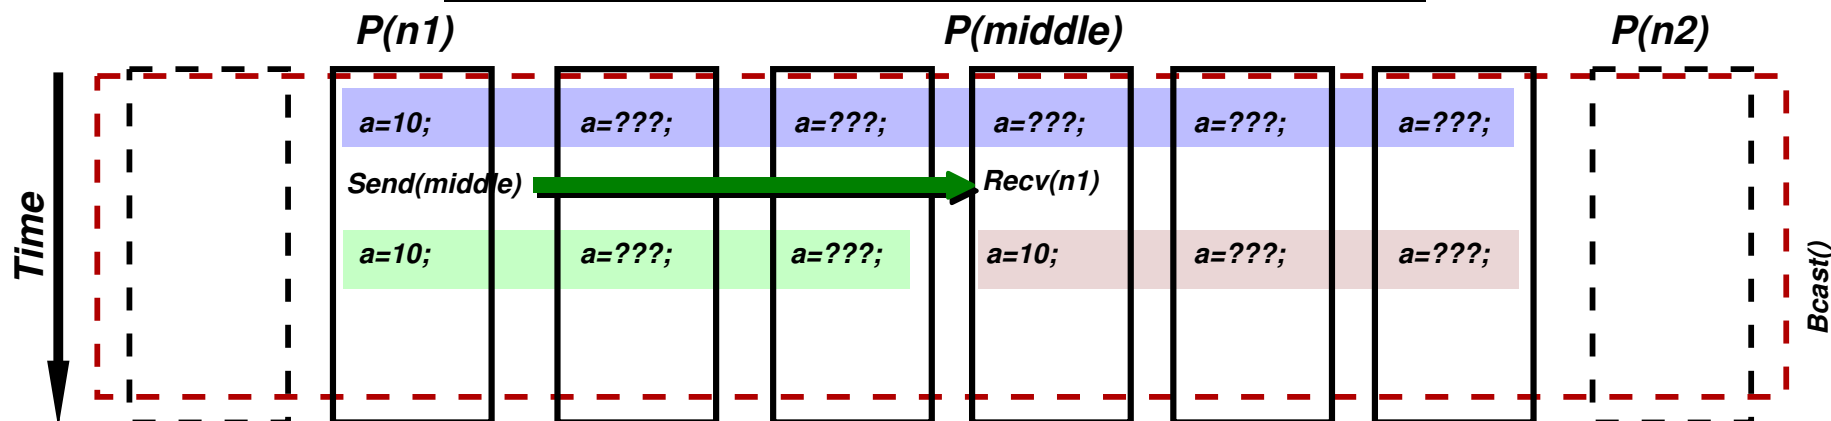 P(n1) P(middle) P(n2)
a=10; a=???; a=???; a=???; a=???; a=???;
Send(middle) Recv(n1)
a=10; a=???; a=???; a=10; a=???; a=???;
Time
Bcast()